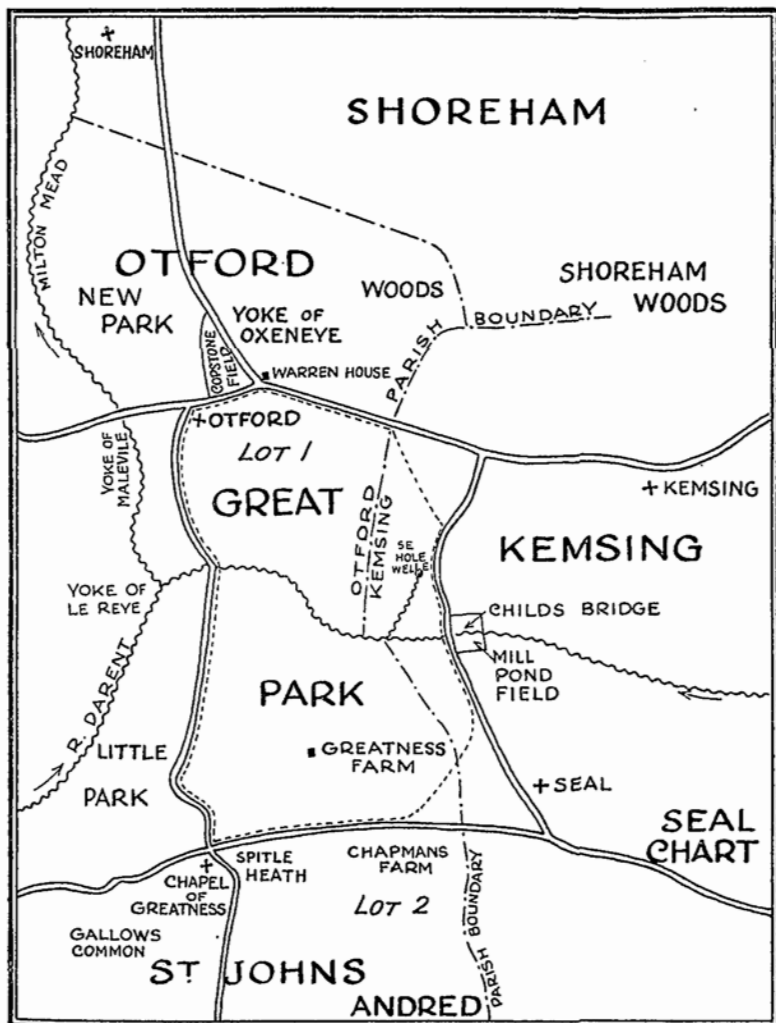 SHOREHAM
SHOREHAM
MILTON MEAD
OTFORD
NEW
PARK
WOODS
SHOREHAM
WOODS
YOKE OF
OXENEYE
PARISH BOUNDARY
COPSTONE
FIELD
WARREN HOUSE
OTFORD
LOT 1
YOKE OF
MALEVILE
GREAT
KEMSING
OTFORD
KEMSING
SE
HOLE
WELLE
KEMSING
YOKE OF
LE REYE
CHILDS BRIDGE
MILL
POND
FIELD
PARK
R. DARENT
LITTLE
PARK
GREATNESS
FARM
SEAL
SEAL
CHART
SPITLE
HEATH
CHAPMANS
FARM
CHAPEL
OF
GREATNESS
LOT 2
GALLOWS
COMMON
PARISH BOUNDARY
ST. JOHNS
ANDRED